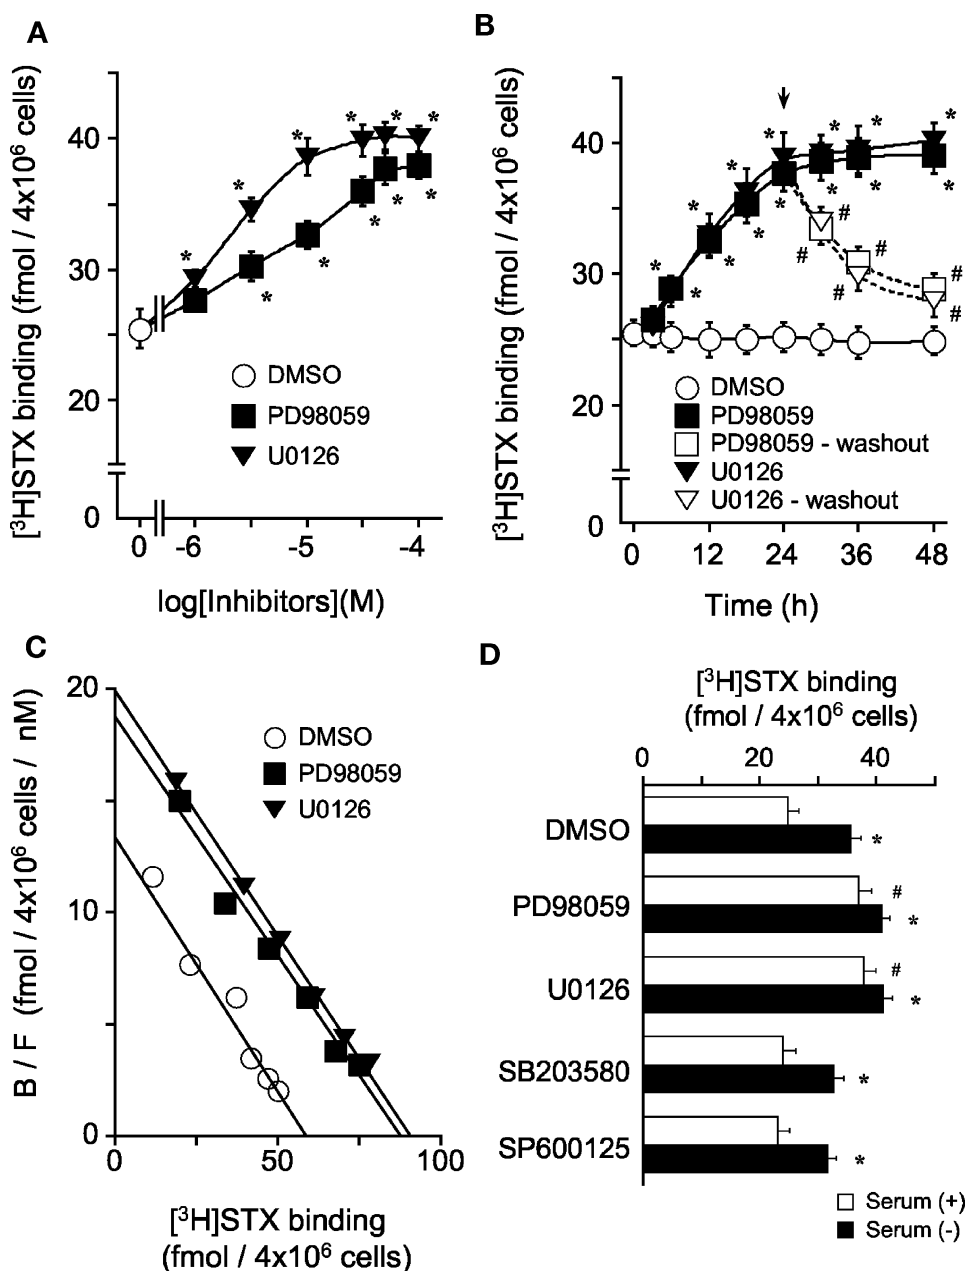 A
[³H]STX binding (fmol / 4x10⁶ cells)
40
30
20
0
* * * * * *
* * * * *
DMSO
PD98059
U0126
0 -6 -5 -4
log[Inhibitors](M)
B
[³H]STX binding (fmol / 4x10⁶ cells)
40
30
20
0
* * * * * * * *
* * * * * * *
# # #
# # #
DMSO
PD98059
PD98059 - washout
U0126
U0126 - washout
0 12 24 36 48
Time (h)
C
B / F (fmol / 4x10⁶ cells / nM)
20
10
0
DMSO
PD98059
U0126
0 50 100
[³H]STX binding
(fmol / 4x10⁶ cells)
D
[³H]STX binding
(fmol / 4x10⁶ cells)
0 20 40
DMSO
*
PD98059
#
*
U0126
#
*
SB203580
*
SP600125
*
Serum (+)
Serum (-)